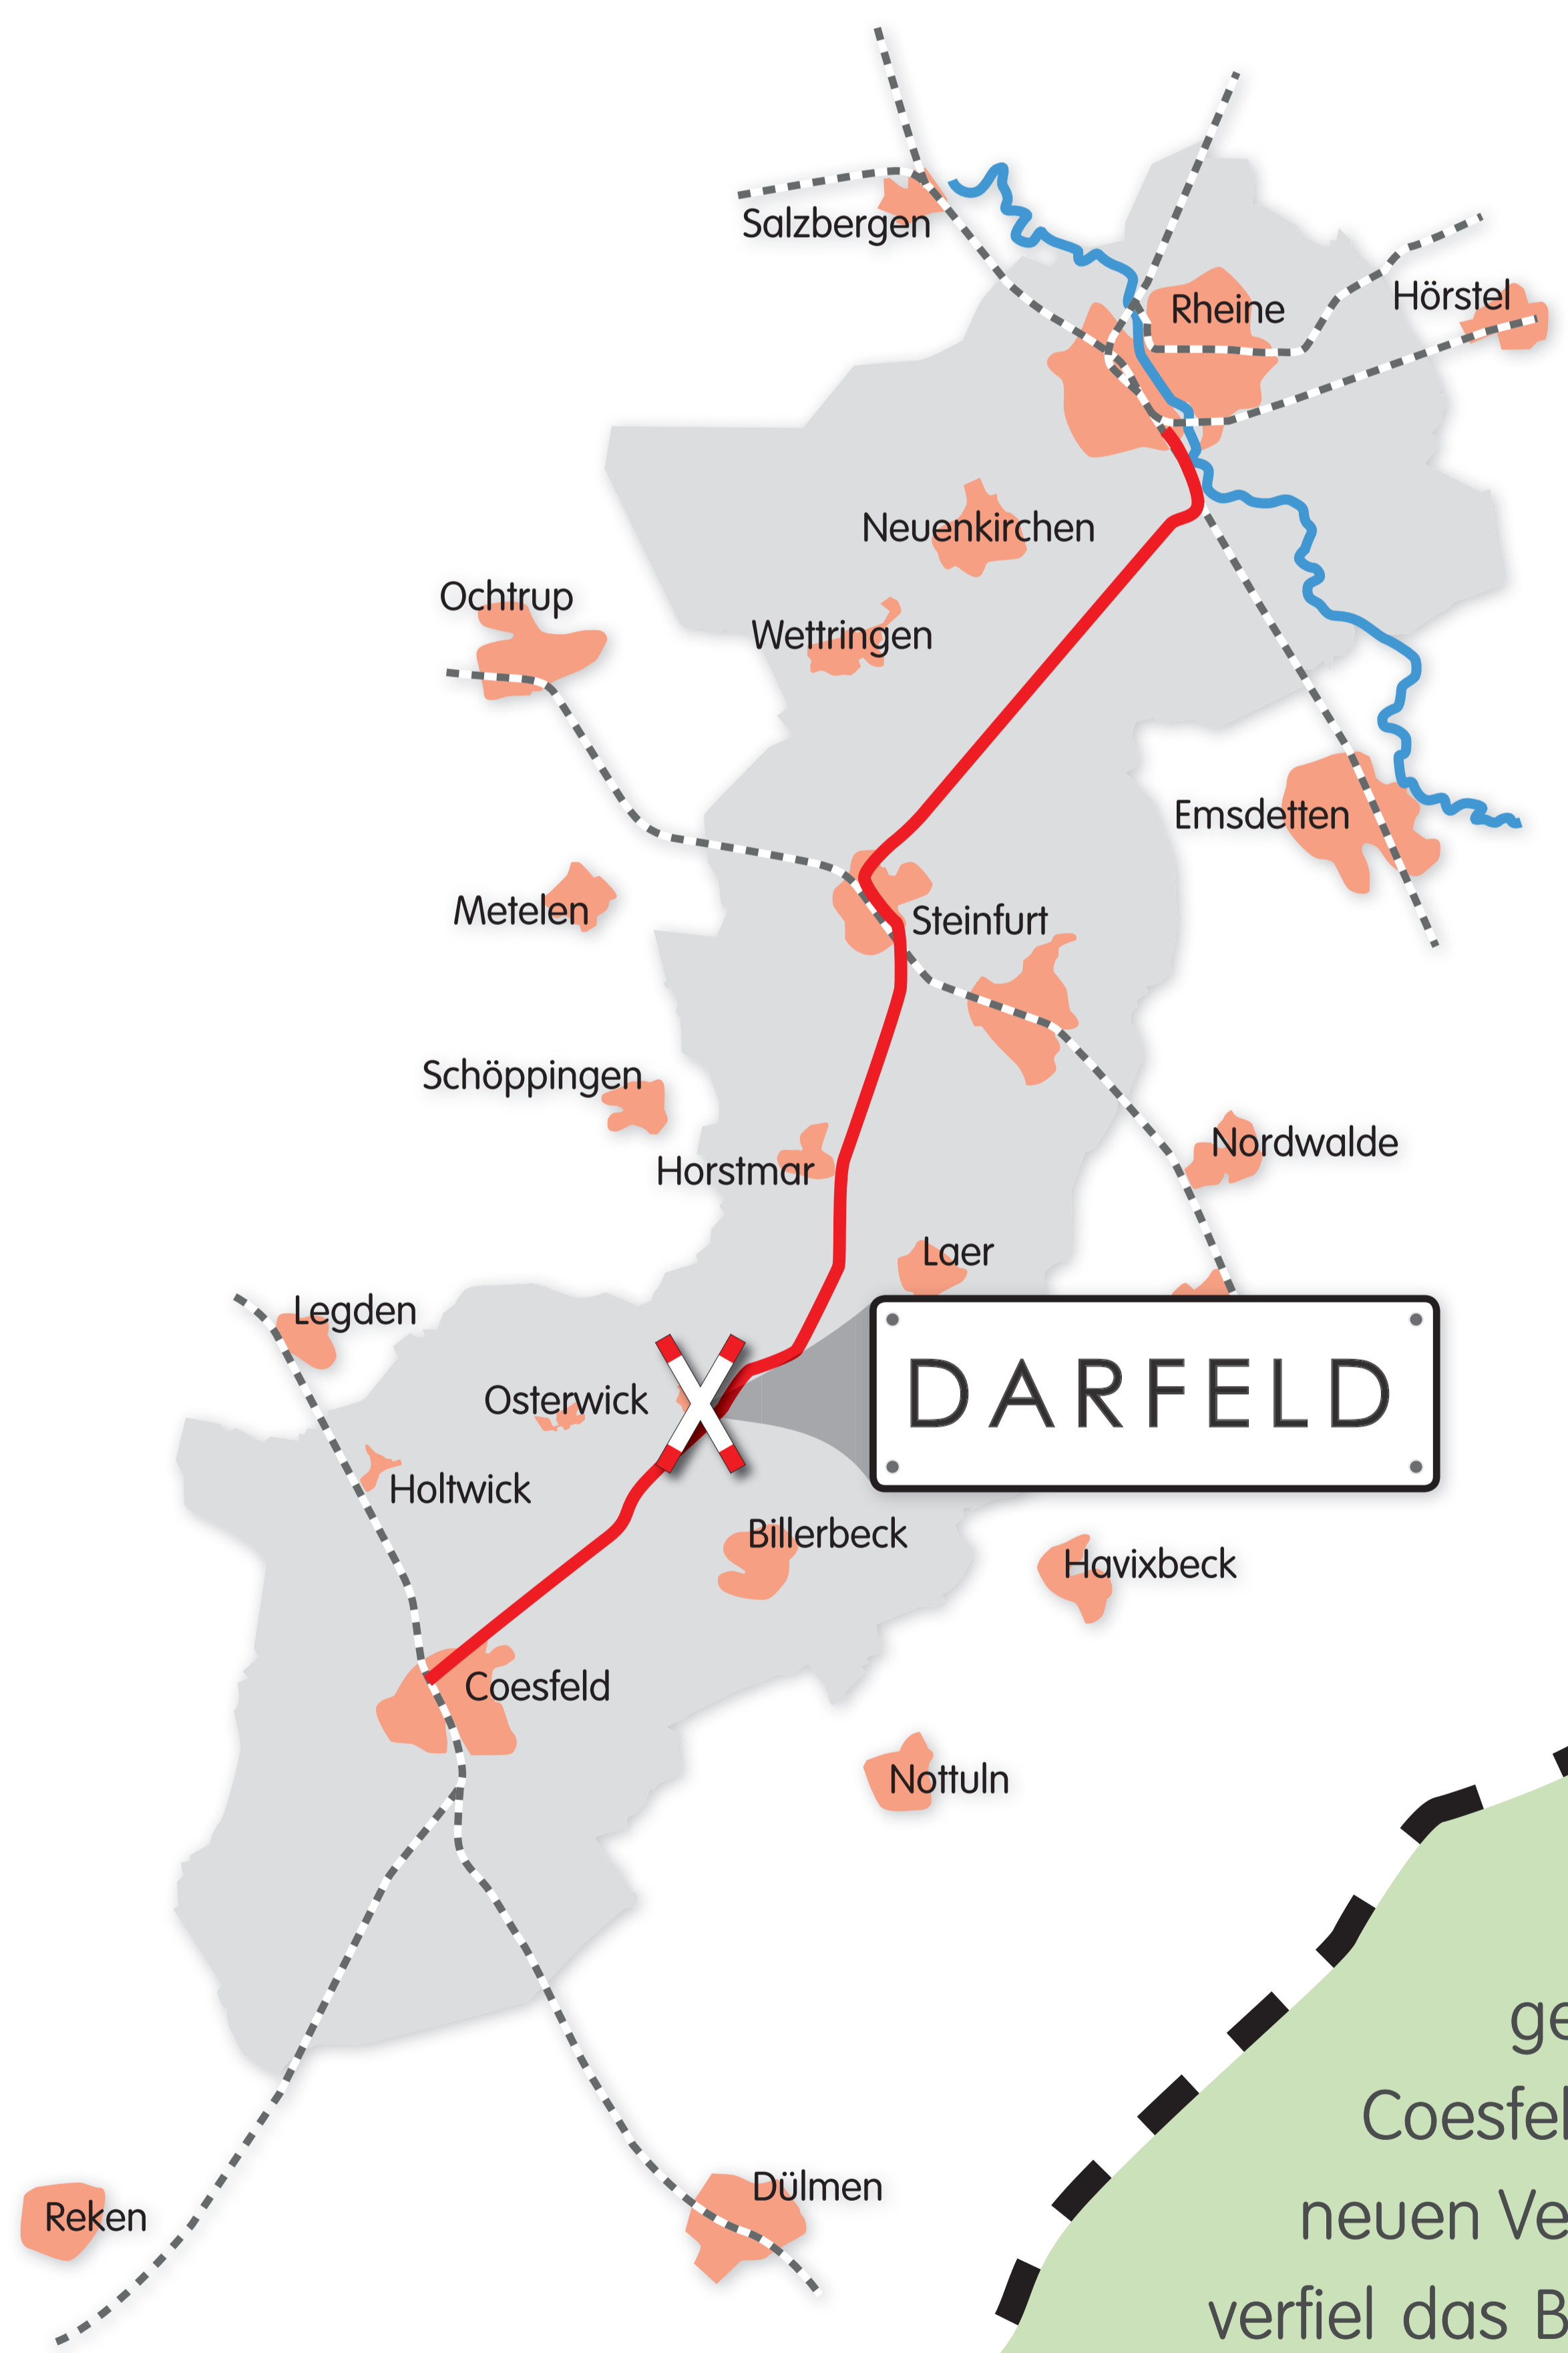 Salzbergen
Rheine
Hörstel
Neuenkirchen
Ochtrup
Wettringen
Emsdetten
Metelen
Steinfurt
Schöppingen
Nordwalde
Horstmar
Laer
Legden
DARFELD
Osterwick
Holtwick
Billerbeck
Havixbeck
Coesfeld
Nottuln
ge
Coesfel
neuen Ve
Dülmen
Reken
verfiel das B